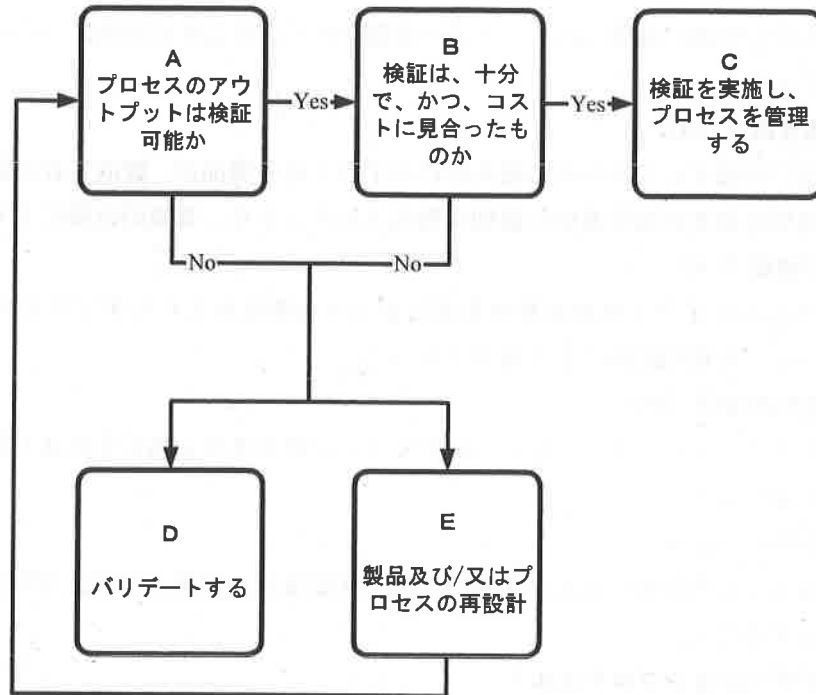 A
プロセスのアウ
トプットは検証
可能か
Yes
B
検証は、十分
で、かつ、コス
トに見合ったも
のか
Yes
C
検証を実施し、
プロセスを管理
する
No
No
D
バリデートする
E
製品及び/又はプ
ロセスの再設計